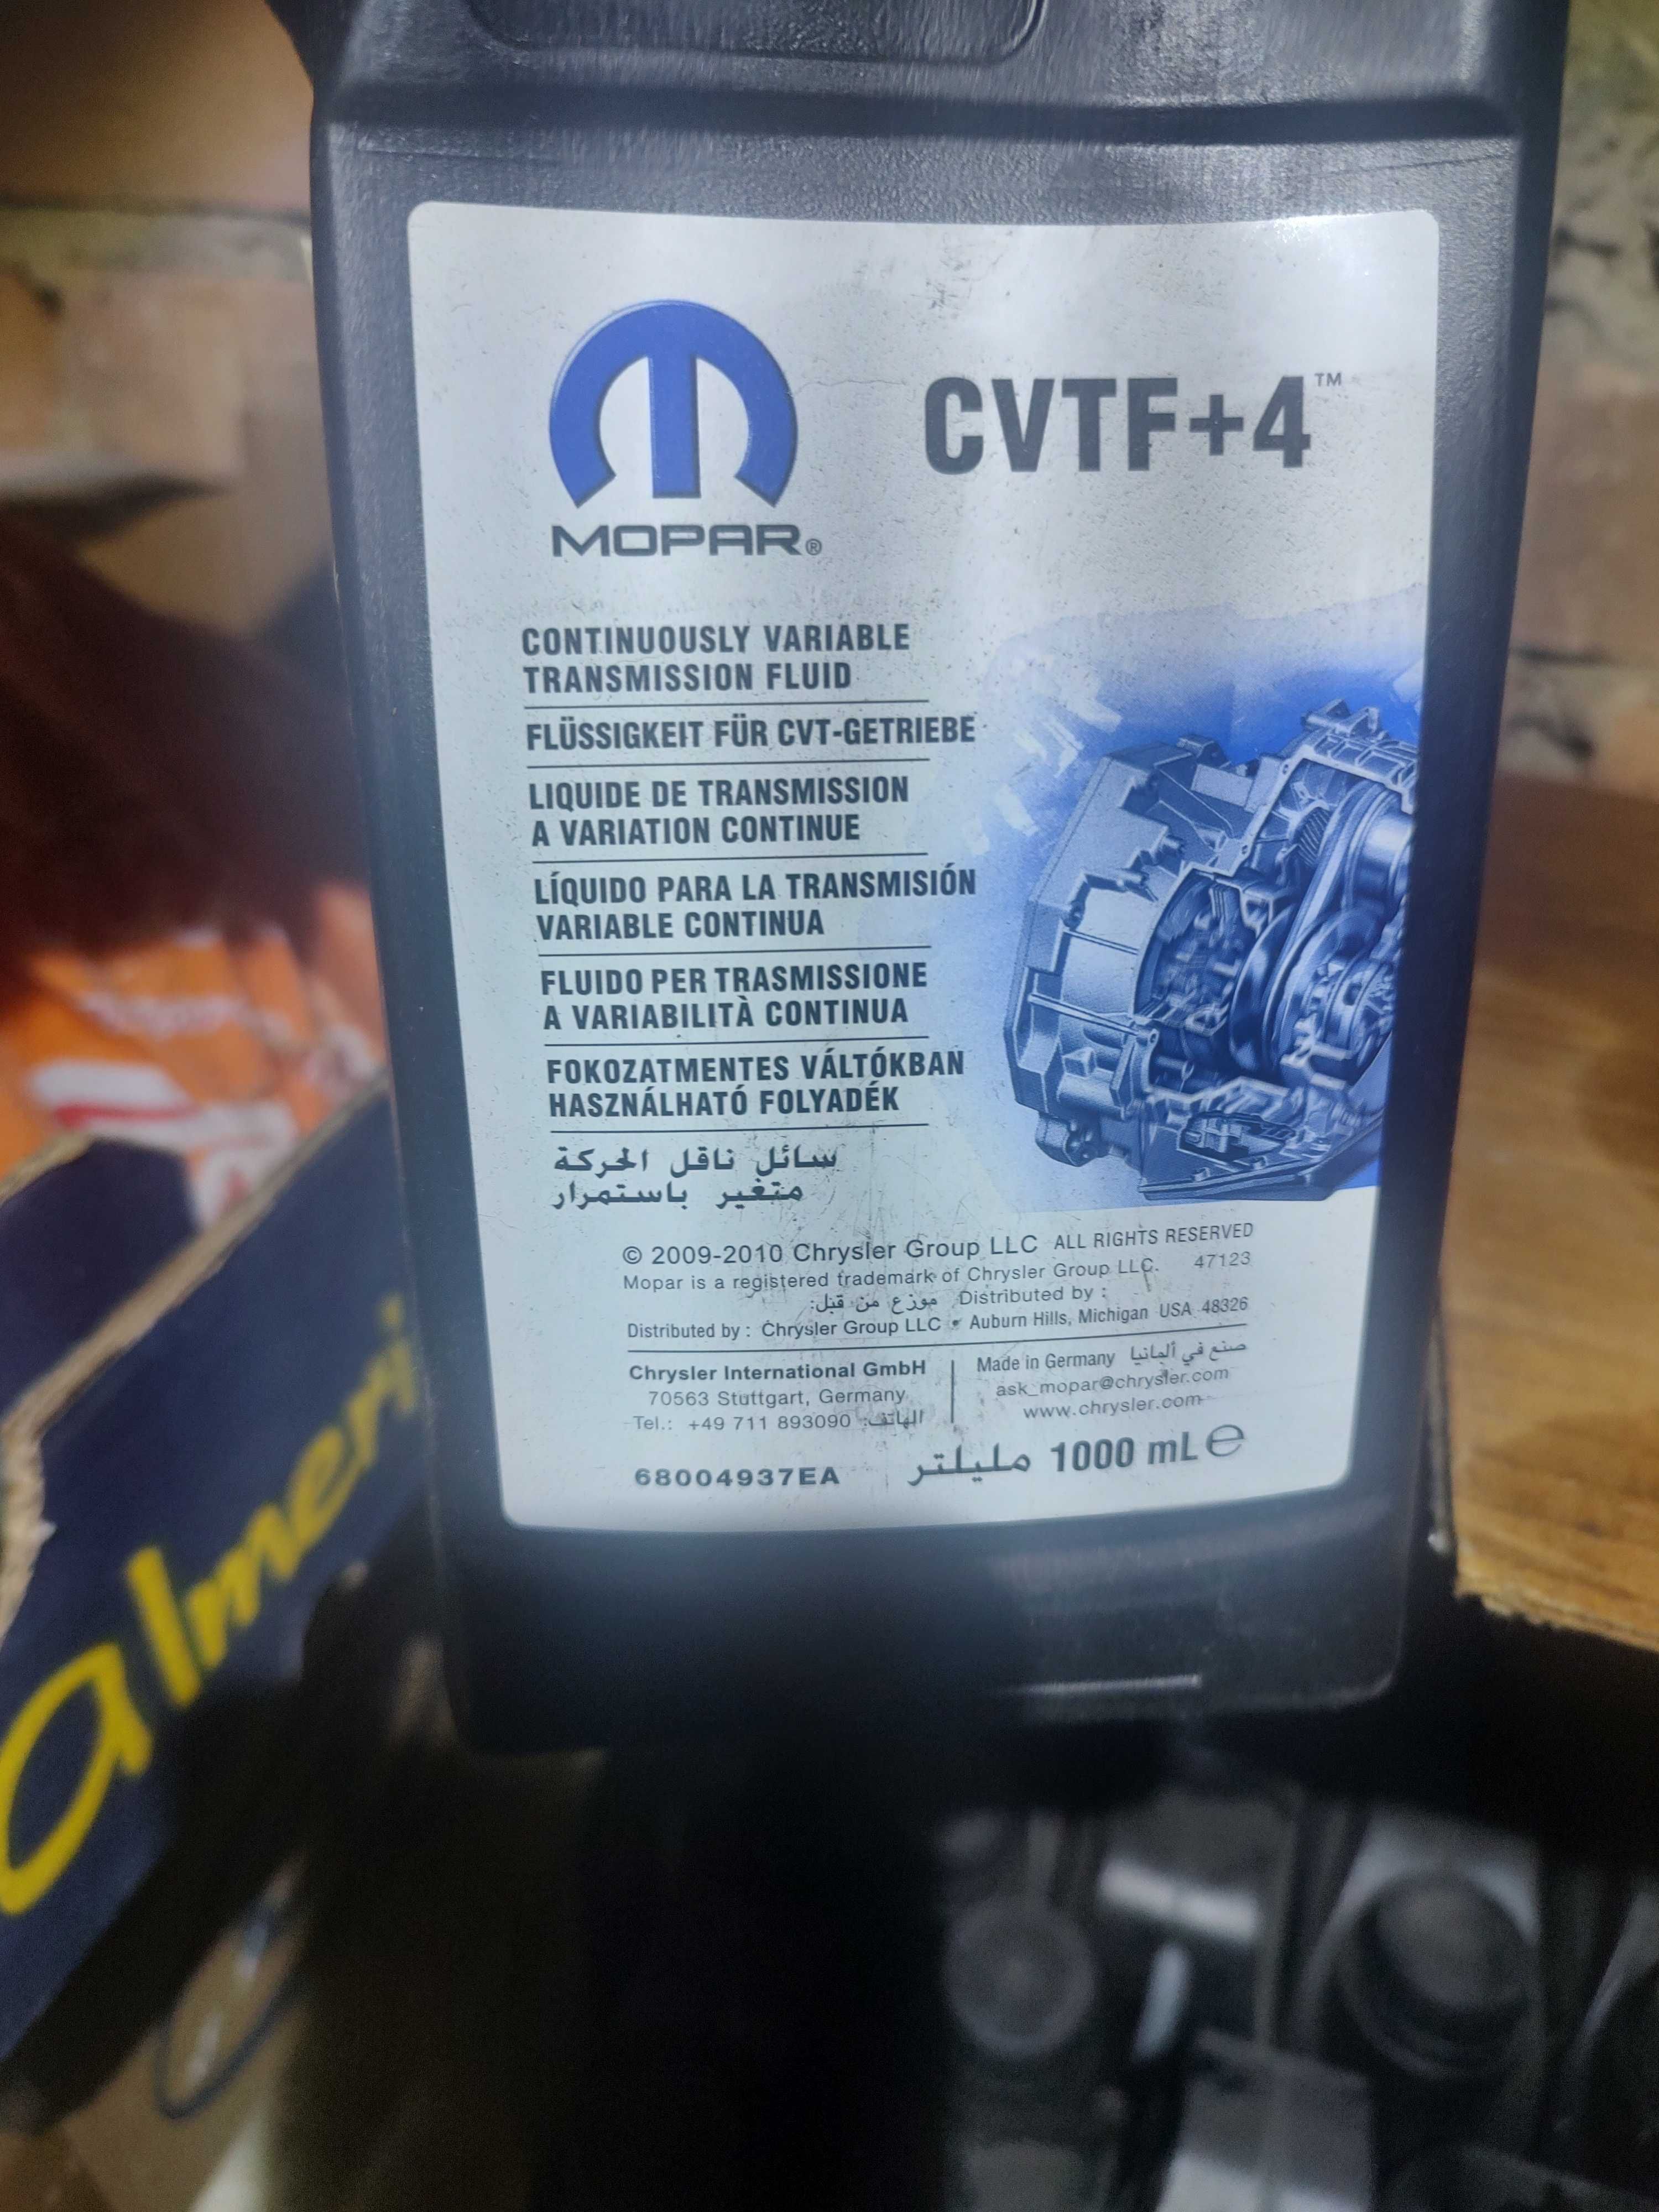 MOPAR®
CVTF+4™
CONTINUOUSLY VARIABLE
TRANSMISSION FLUID
FLÜSSIGKEIT FÜR CVT-GETRIEBE
LIQUIDE DE TRANSMISSION
A VARIATION CONTINUE
LÍQUIDO PARA LA TRANSMISIÓN
VARIABLE CONTINUA
FLUIDO PER TRASMISSIONE
A VARIABILITÀ CONTINUA
FOKOZATMENTES VÁLTÓKBAN
HASZNÁLHATÓ FOLYADÉK
سائل ناقل الحركة
متغير باستمرار
© 2009-2010 Chrysler Group LLC ALL RIGHTS RESERVED
Mopar is a registered trademark of Chrysler Group LLC. 47123
موزع من قبل: Distributed by :
Distributed by : Chrysler Group LLC • Auburn Hills, Michigan USA 48326
Chrysler International GmbH
70563 Stuttgart, Germany
Tel.: +49 711 893090 الهاتف:
Made in Germany صنع في ألمانيا
ask_mopar@chrysler.com
www.chrysler.com
68004937EA
مليلتر 1000 mL ℮
almeri